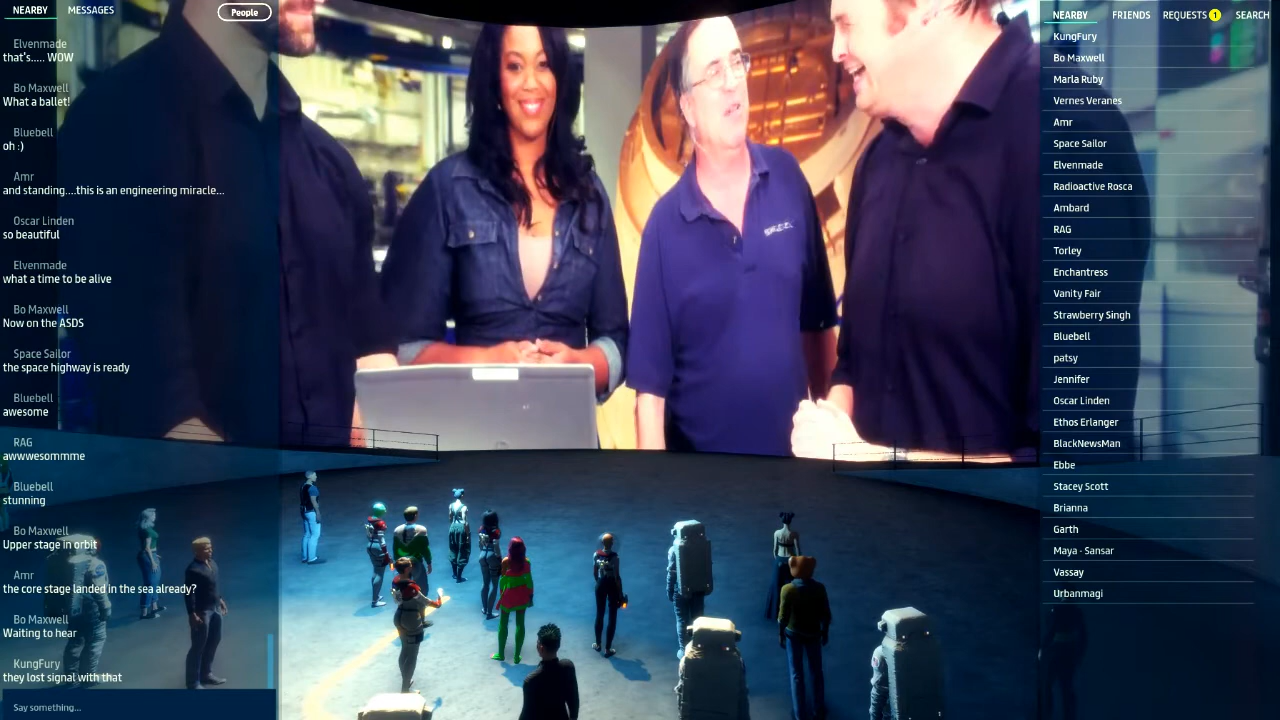 NEARBY MESSAGES
People
Elvenmade
that's..... WOW
Bo Maxwell
What a ballet!
Bluebell
oh :)
Amr
and standing....this is an engineering miracle...
Oscar Linden
so beautiful
Elvenmade
what a time to be alive
Bo Maxwell
Now on the ASDS
Space Sailor
the space highway is ready
Bluebell
awesome
RAG
awwwesommme
Bluebell
stunning
Bo Maxwell
Upper stage in orbit
Amr
the core stage landed in the sea already?
Bo Maxwell
Waiting to hear
KungFury
they lost signal with that
Say something...
NEARBY FRIENDS REQUESTS 1 SEARCH
KungFury
Bo Maxwell
Marla Ruby
Vernes Veranes
Amr
Space Sailor
Elvenmade
Radioactive Rosca
Ambard
RAG
Torley
Enchantress
Vanity Fair
Strawberry Singh
Bluebell
patsy
Jennifer
Oscar Linden
Ethos Erlanger
BlackNewsMan
Ebbe
Stacey Scott
Brianna
Garth
Maya - Sansar
Vassay
Urbanmagi